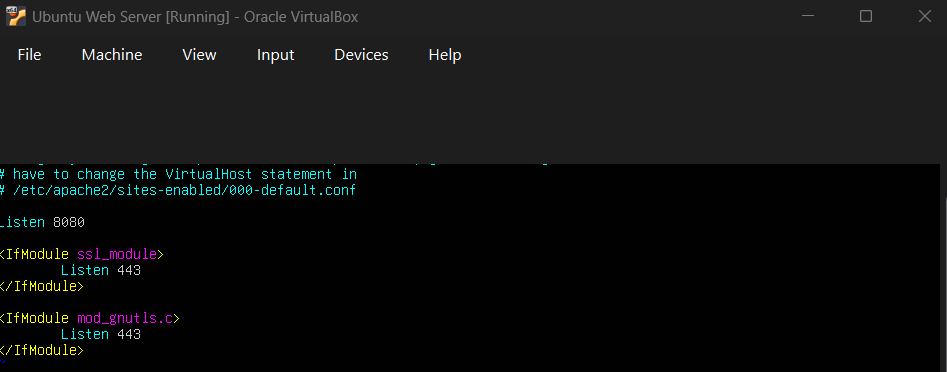 Ubuntu Web Server [Running] - Oracle VirtualBox
File Machine View Input Devices Help
# have to change the VirtualHost statement in
# /etc/apache2/sites-enabled/000-default.conf
Listen 8080
<IfModule ssl_module>
Listen 443
</IfModule>
<IfModule mod_gnutls.c>
Listen 443
</IfModule>